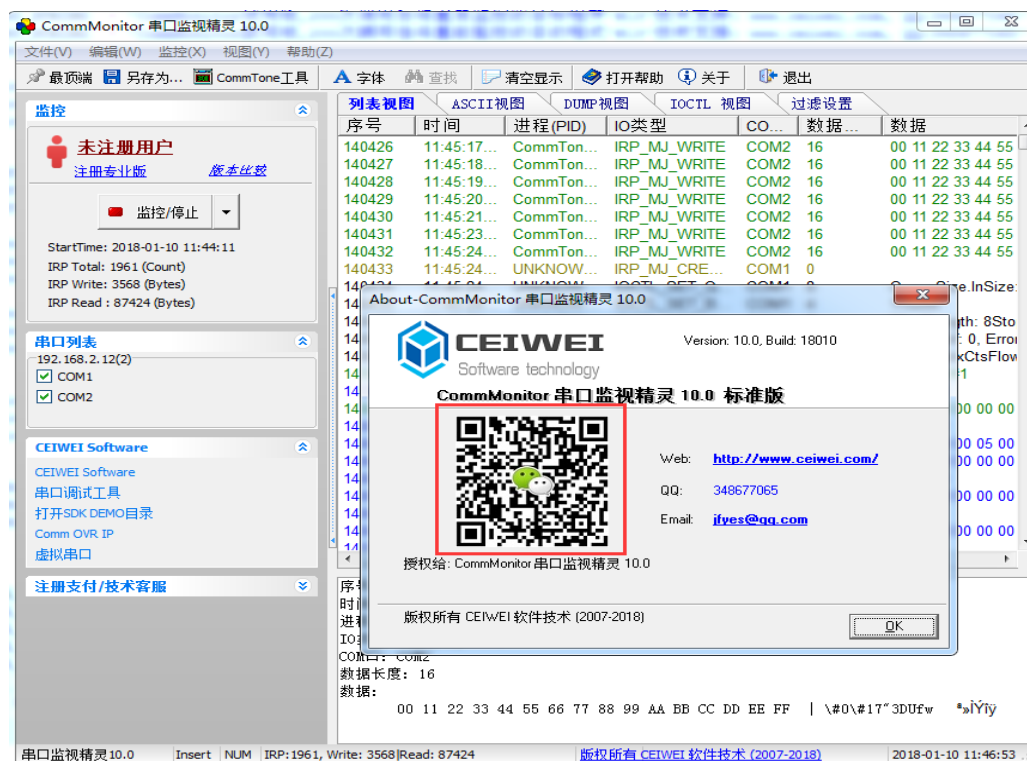 CommMonitor 串口监视精灵 10.0
文件(V) 编辑(W) 监控(X) 视图(Y) 帮助(Z)
最顶端 另存为... CommTone工具 字体 查找 清空显示 打开帮助 关于 退出
监控
未注册用户
注册专业版 版本比较
监控/停止
StartTime: 2018-01-10 11:44:11
IRP Total: 1961 (Count)
IRP Write: 3568 (Bytes)
IRP Read : 87424 (Bytes)
串口列表
192.168.2.12(2)
COM1
COM2
CEIWEI Software
CEIWEI Software
串口调试工具
打开SDK DEMO目录
Comm OVR IP
虚拟串口
注册支付/技术客服
列表视图 ASCII视图 DUMP视图 IOCTL 视图 过滤设置
序号 时间 进程(PID) IO类型 CO... 数据... 数据
140426 11:45:17... CommTon... IRP_MJ_WRITE COM2 16 00 11 22 33 44 55
140427 11:45:18... CommTon... IRP_MJ_WRITE COM2 16 00 11 22 33 44 55
140428 11:45:19... CommTon... IRP_MJ_WRITE COM2 16 00 11 22 33 44 55
140429 11:45:20... CommTon... IRP_MJ_WRITE COM2 16 00 11 22 33 44 55
140430 11:45:21... CommTon... IRP_MJ_WRITE COM2 16 00 11 22 33 44 55
140431 11:45:23... CommTon... IRP_MJ_WRITE COM2 16 00 11 22 33 44 55
140432 11:45:24... CommTon... IRP_MJ_WRITE COM2 16 00 11 22 33 44 55
140433 11:45:24... UNKNOW... IRP_MJ_CRE... COM1 0
About-CommMonitor 串口监视精灵 10.0
CEIWEI
Software technology
Version: 10.0, Build: 18010
CommMonitor 串口监视精灵 10.0 标准版
Web: http://www.ceiwei.com/
QQ: 348677065
Email: jfyes@qq.com
授权给: CommMonitor 串口监视精灵 10.0
版权所有 CEIWEI 软件技术 (2007-2018)
OK
数据长度: 16
数据:
00 11 22 33 44 55 66 77 88 99 AA BB CC DD EE FF | \#0\#17"3DUfw ª»ÌÝîÿ
串口监视精灵10.0 Insert NUM IRP:1961, Write: 3568|Read: 87424 版权所有 CEIWEI 软件技术 (2007-2018) 2018-01-10 11:46:53